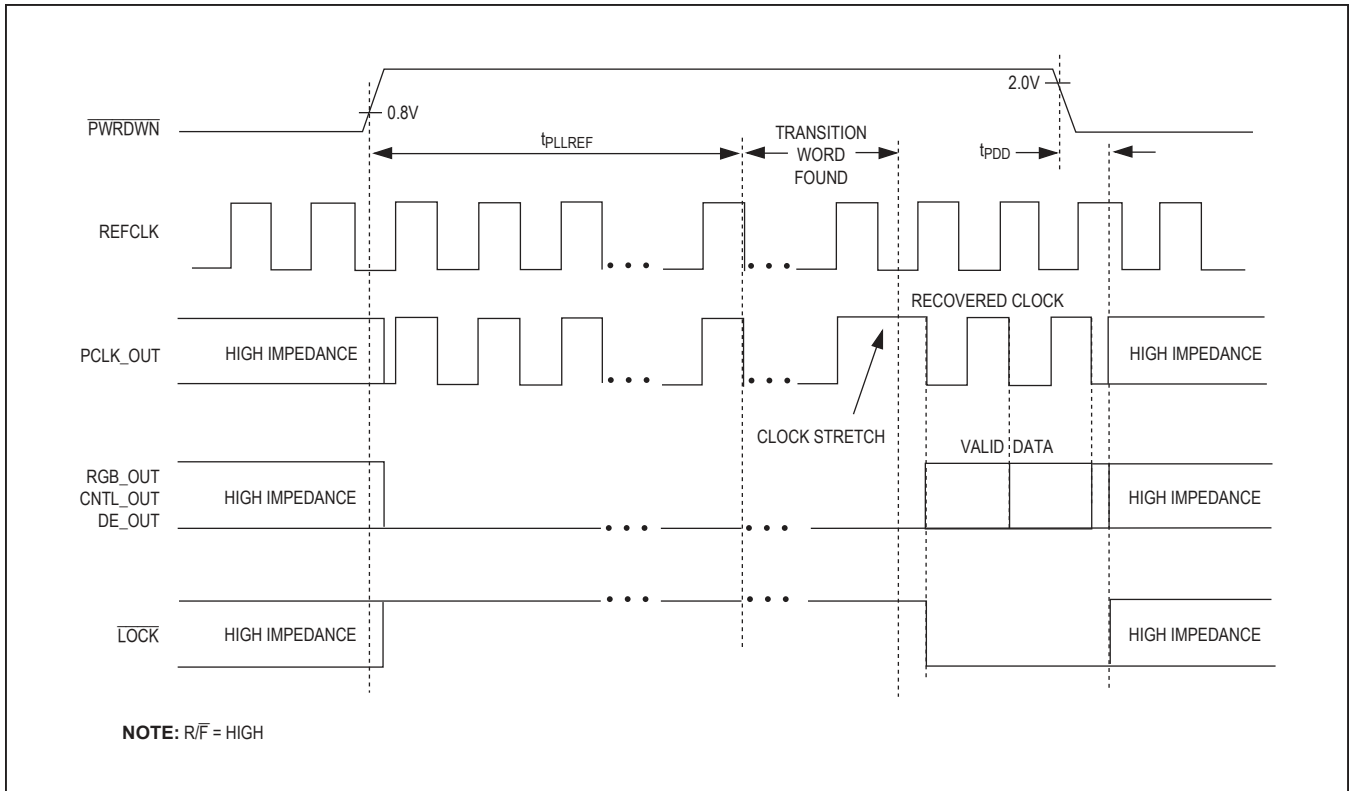 2.0V
0.8V
PWRDWN
tPLLREF
TRANSITION
WORD
FOUND
tPDD
REFCLK
RECOVERED CLOCK
PCLK_OUT
HIGH IMPEDANCE
HIGH IMPEDANCE
CLOCK STRETCH
VALID DATA
RGB_OUT
CNTL_OUT
DE_OUT
HIGH IMPEDANCE
HIGH IMPEDANCE
LOCK
HIGH IMPEDANCE
HIGH IMPEDANCE
NOTE: R/F̅ = HIGH